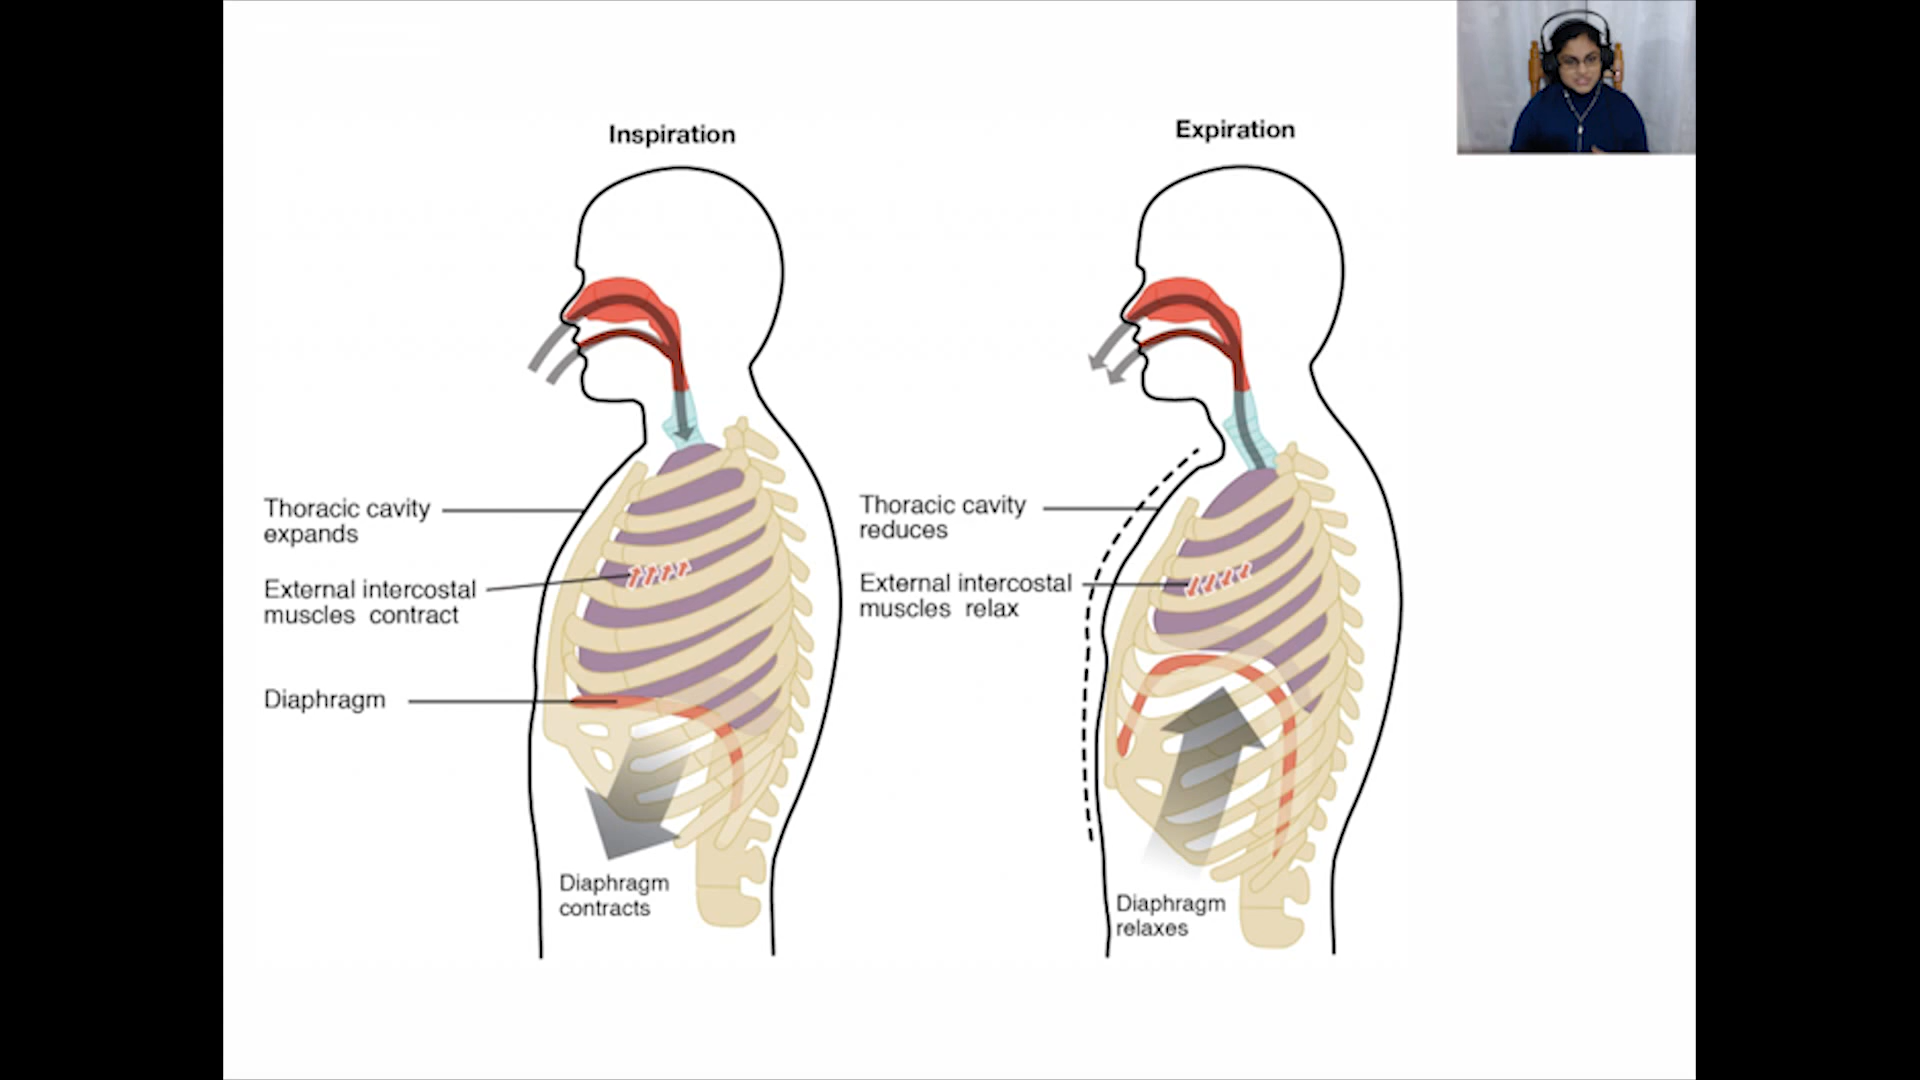 Inspiration
Thoracic cavity
expands
External intercostal
muscles contract
Diaphragm
Diaphragm
contracts
Expiration
Thoracic cavity
reduces
External intercostal
muscles relax
Diaphragm
relaxes